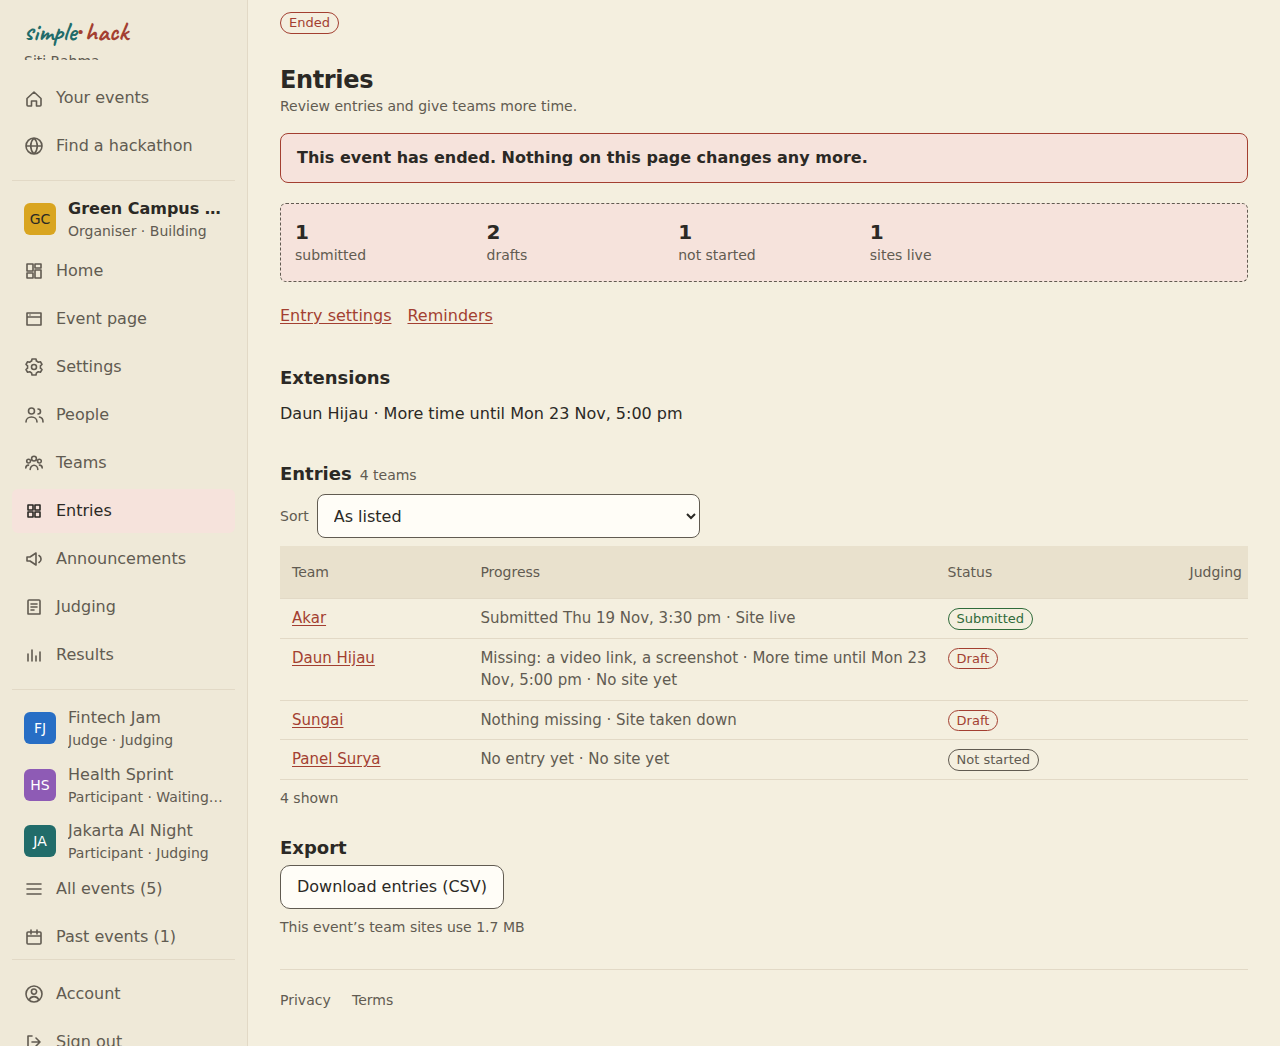 simple·hack
Siti Rahma
Your events
Find a hackathon
GC
Green Campus …
Organiser · Building
Home
Event page
Settings
People
Teams
Entries
Announcements
Judging
Results
FJ
Fintech Jam
Judge · Judging
HS
Health Sprint
Participant · Waiting…
JA
Jakarta AI Night
Participant · Judging
All events (5)
Past events (1)
Account
Sign out
Ended
Entries
Review entries and give teams more time.
This event has ended. Nothing on this page changes any more.
1 2 1 1
submitted drafts not started sites live
Entry settings Reminders
Extensions
Daun Hijau · More time until Mon 23 Nov, 5:00 pm
Entries 4 teams
Sort As listed
Team Progress Status Judging
Akar Submitted Thu 19 Nov, 3:30 pm · Site live Submitted
Daun Hijau Missing: a video link, a screenshot · More time until Mon 23 Draft
Nov, 5:00 pm · No site yet
Sungai Nothing missing · Site taken down Draft
Panel Surya No entry yet · No site yet Not started
4 shown
Export
Download entries (CSV)
This event’s team sites use 1.7 MB
Privacy Terms